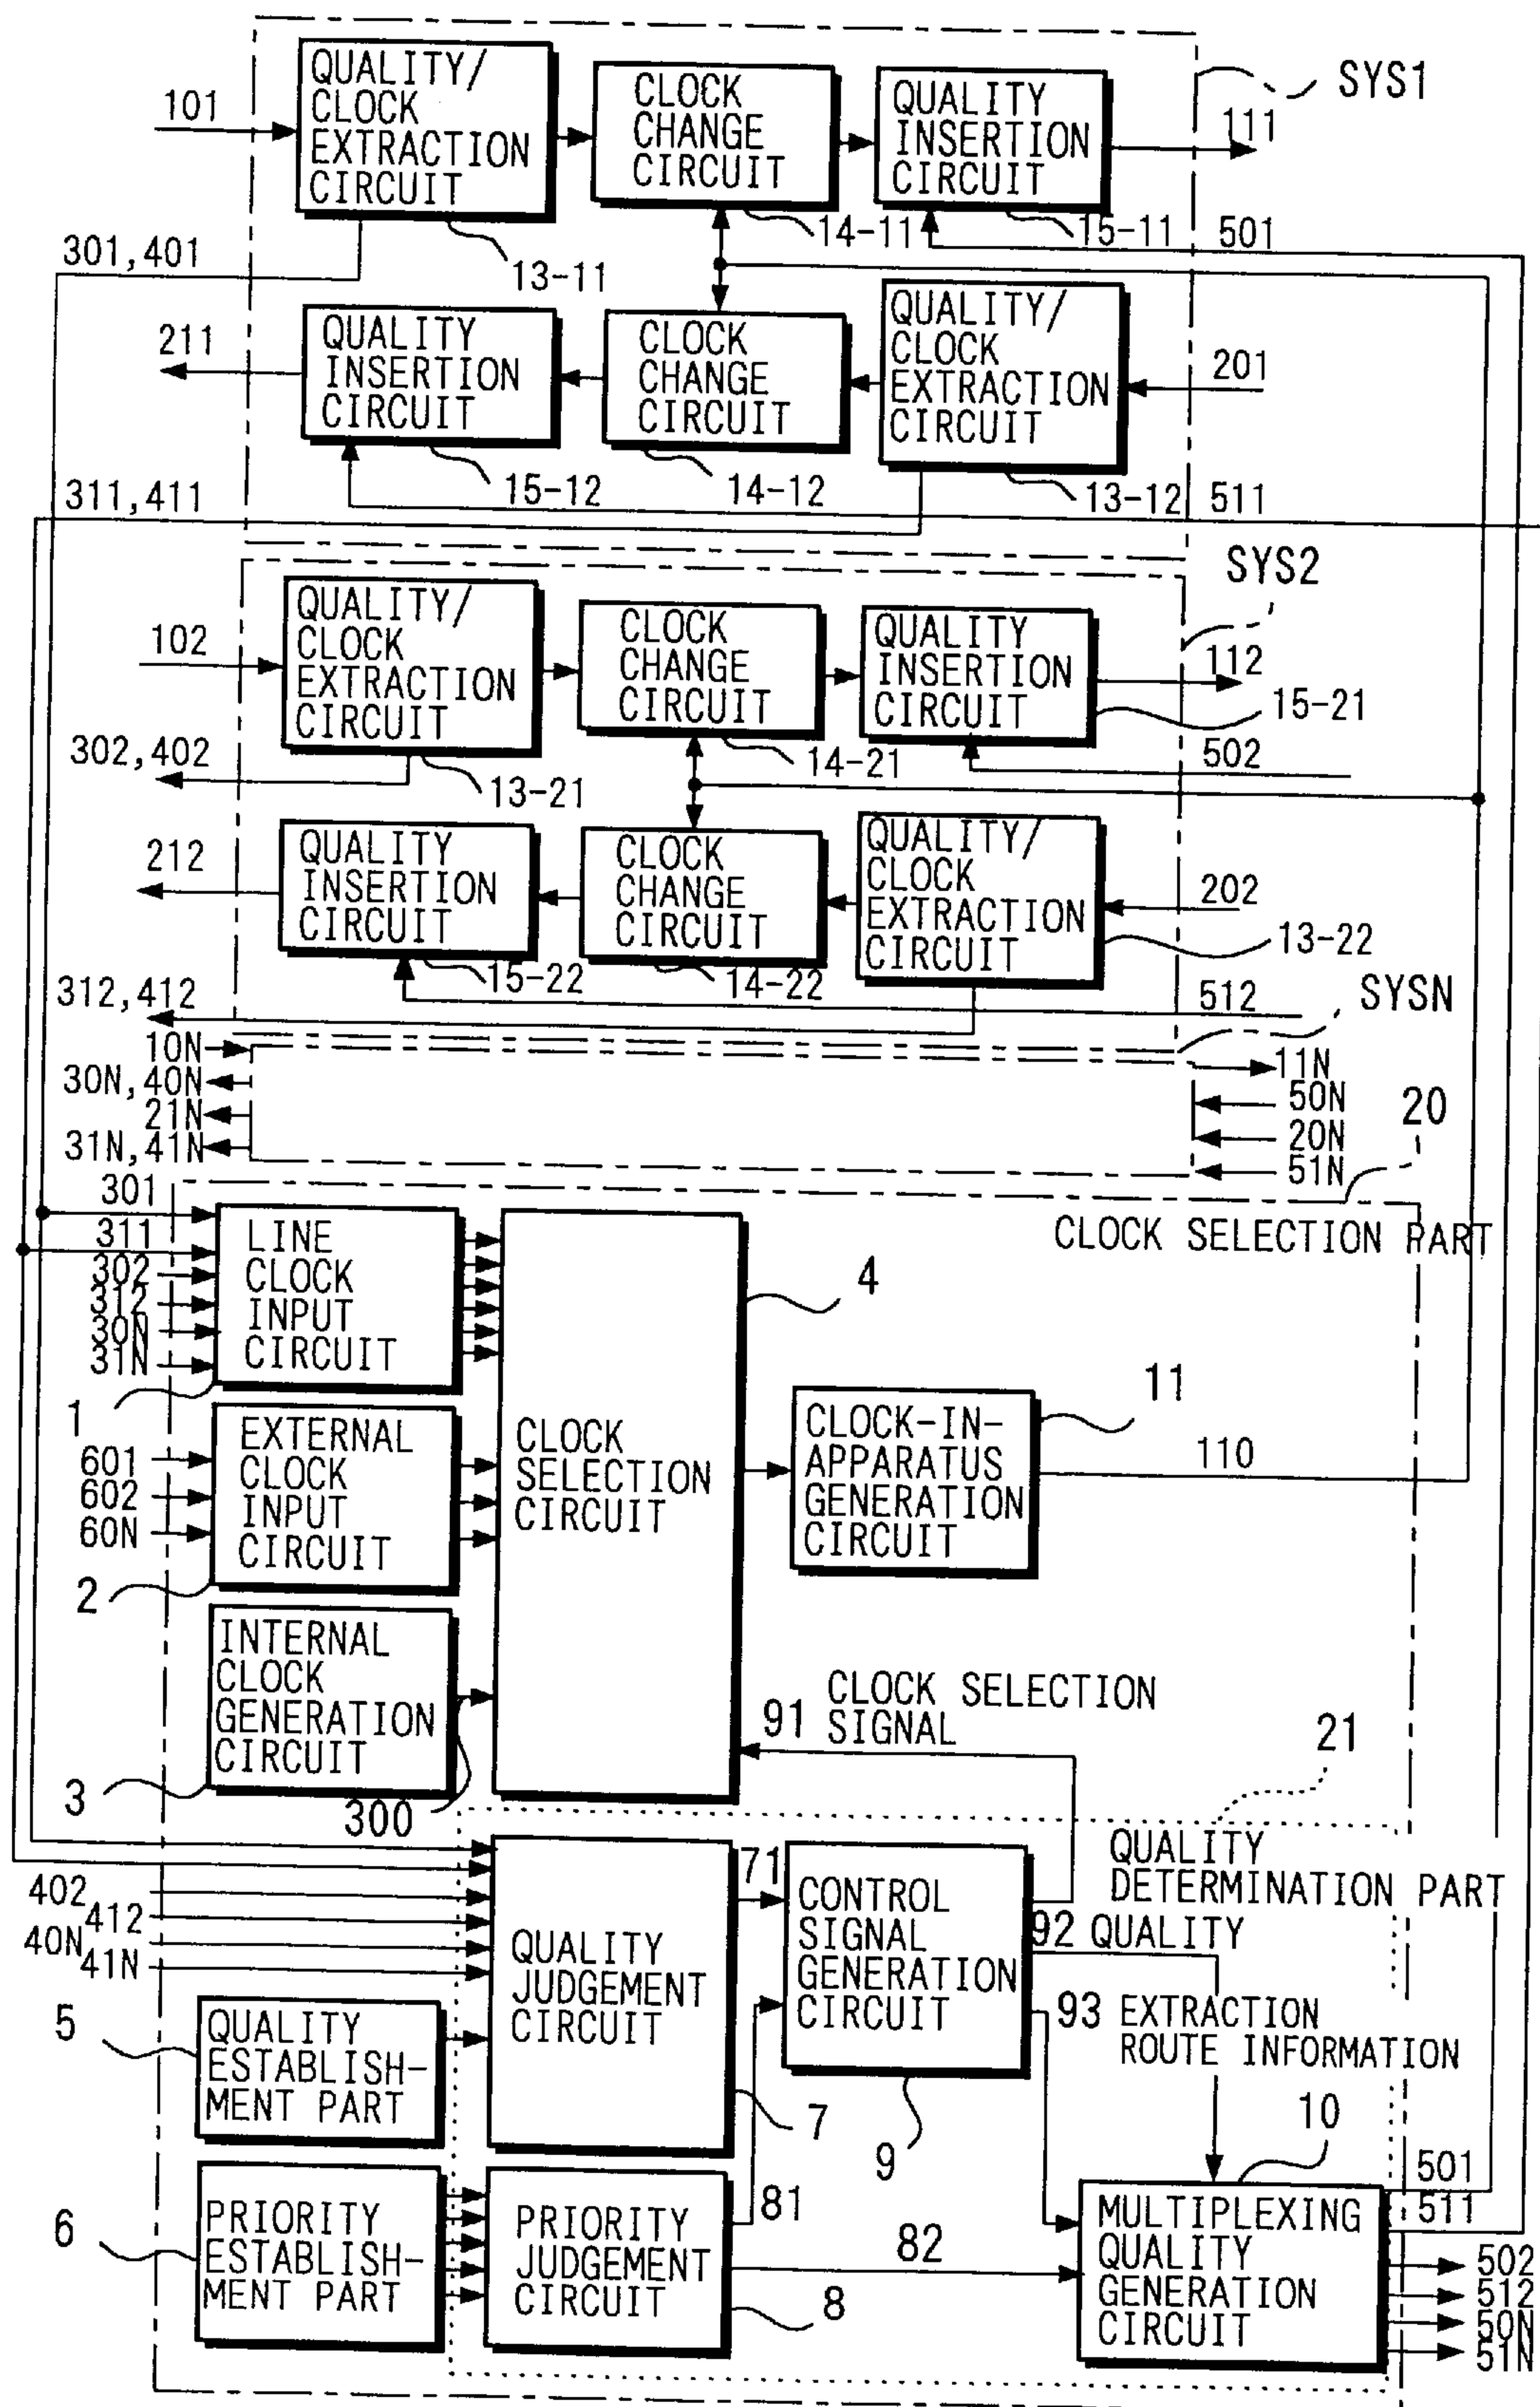 SYS1
QUALITY/
CLOCK
EXTRACTION
CIRCUIT
CLOCK
CHANGE
CIRCUIT
QUALITY
INSERTION
CIRCUIT
101
111
301,401
13-11
14-11
15-11
501
211
QUALITY
INSERTION
CIRCUIT
CLOCK
CHANGE
CIRCUIT
QUALITY/
CLOCK
EXTRACTION
CIRCUIT
201
311,411
15-12
14-12
13-12
511
SYS2
102
QUALITY/
CLOCK
EXTRACTION
CIRCUIT
CLOCK
CHANGE
CIRCUIT
QUALITY
INSERTION
CIRCUIT
112
15-21
302,402
13-21
14-21
502
212
QUALITY
INSERTION
CIRCUIT
CLOCK
CHANGE
CIRCUIT
QUALITY/
CLOCK
EXTRACTION
CIRCUIT
202
13-22
312,412
15-22
14-22
512
SYSN
10N
30N,40N
21N
31N,41N
11N
50N
20N
51N
20
CLOCK SELECTION PART
301
311
302
312
30N
31N
LINE
CLOCK
INPUT
CIRCUIT
1
4
601
602
60N
EXTERNAL
CLOCK
INPUT
CIRCUIT
2
CLOCK
SELECTION
CIRCUIT
CLOCK-IN-
APPARATUS
GENERATION
CIRCUIT
11
110
INTERNAL
CLOCK
GENERATION
CIRCUIT
3
300
91 CLOCK SELECTION
SIGNAL
21
QUALITY
DETERMINATION PART
402
412
40N
41N
QUALITY
JUDGEMENT
CIRCUIT
7
71
CONTROL
SIGNAL
GENERATION
CIRCUIT
9
92 QUALITY
93 EXTRACTION
ROUTE INFORMATION
5
QUALITY
ESTABLISH-
MENT PART
6
PRIORITY
ESTABLISH-
MENT PART
PRIORITY
JUDGEMENT
CIRCUIT
8
81
82
10
MULTIPLEXING
QUALITY
GENERATION
CIRCUIT
501
511
502
512
50N
51N